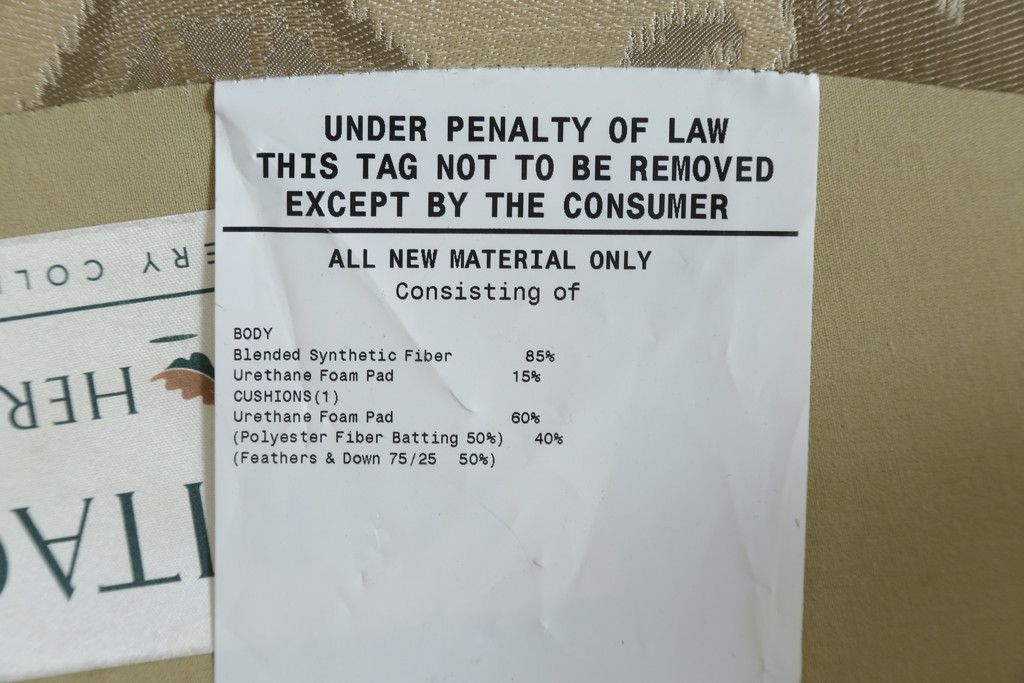 UNDER PENALTY OF LAW
THIS TAG NOT TO BE REMOVED
EXCEPT BY THE CONSUMER
ALL NEW MATERIAL ONLY
Consisting of
BODY
Blended Synthetic Fiber 85%
Urethane Foam Pad 15%
CUSHIONS(1)
Urethane Foam Pad 60%
(Polyester Fiber Batting 50%) 40%
(Feathers & Down 75/25 50%)